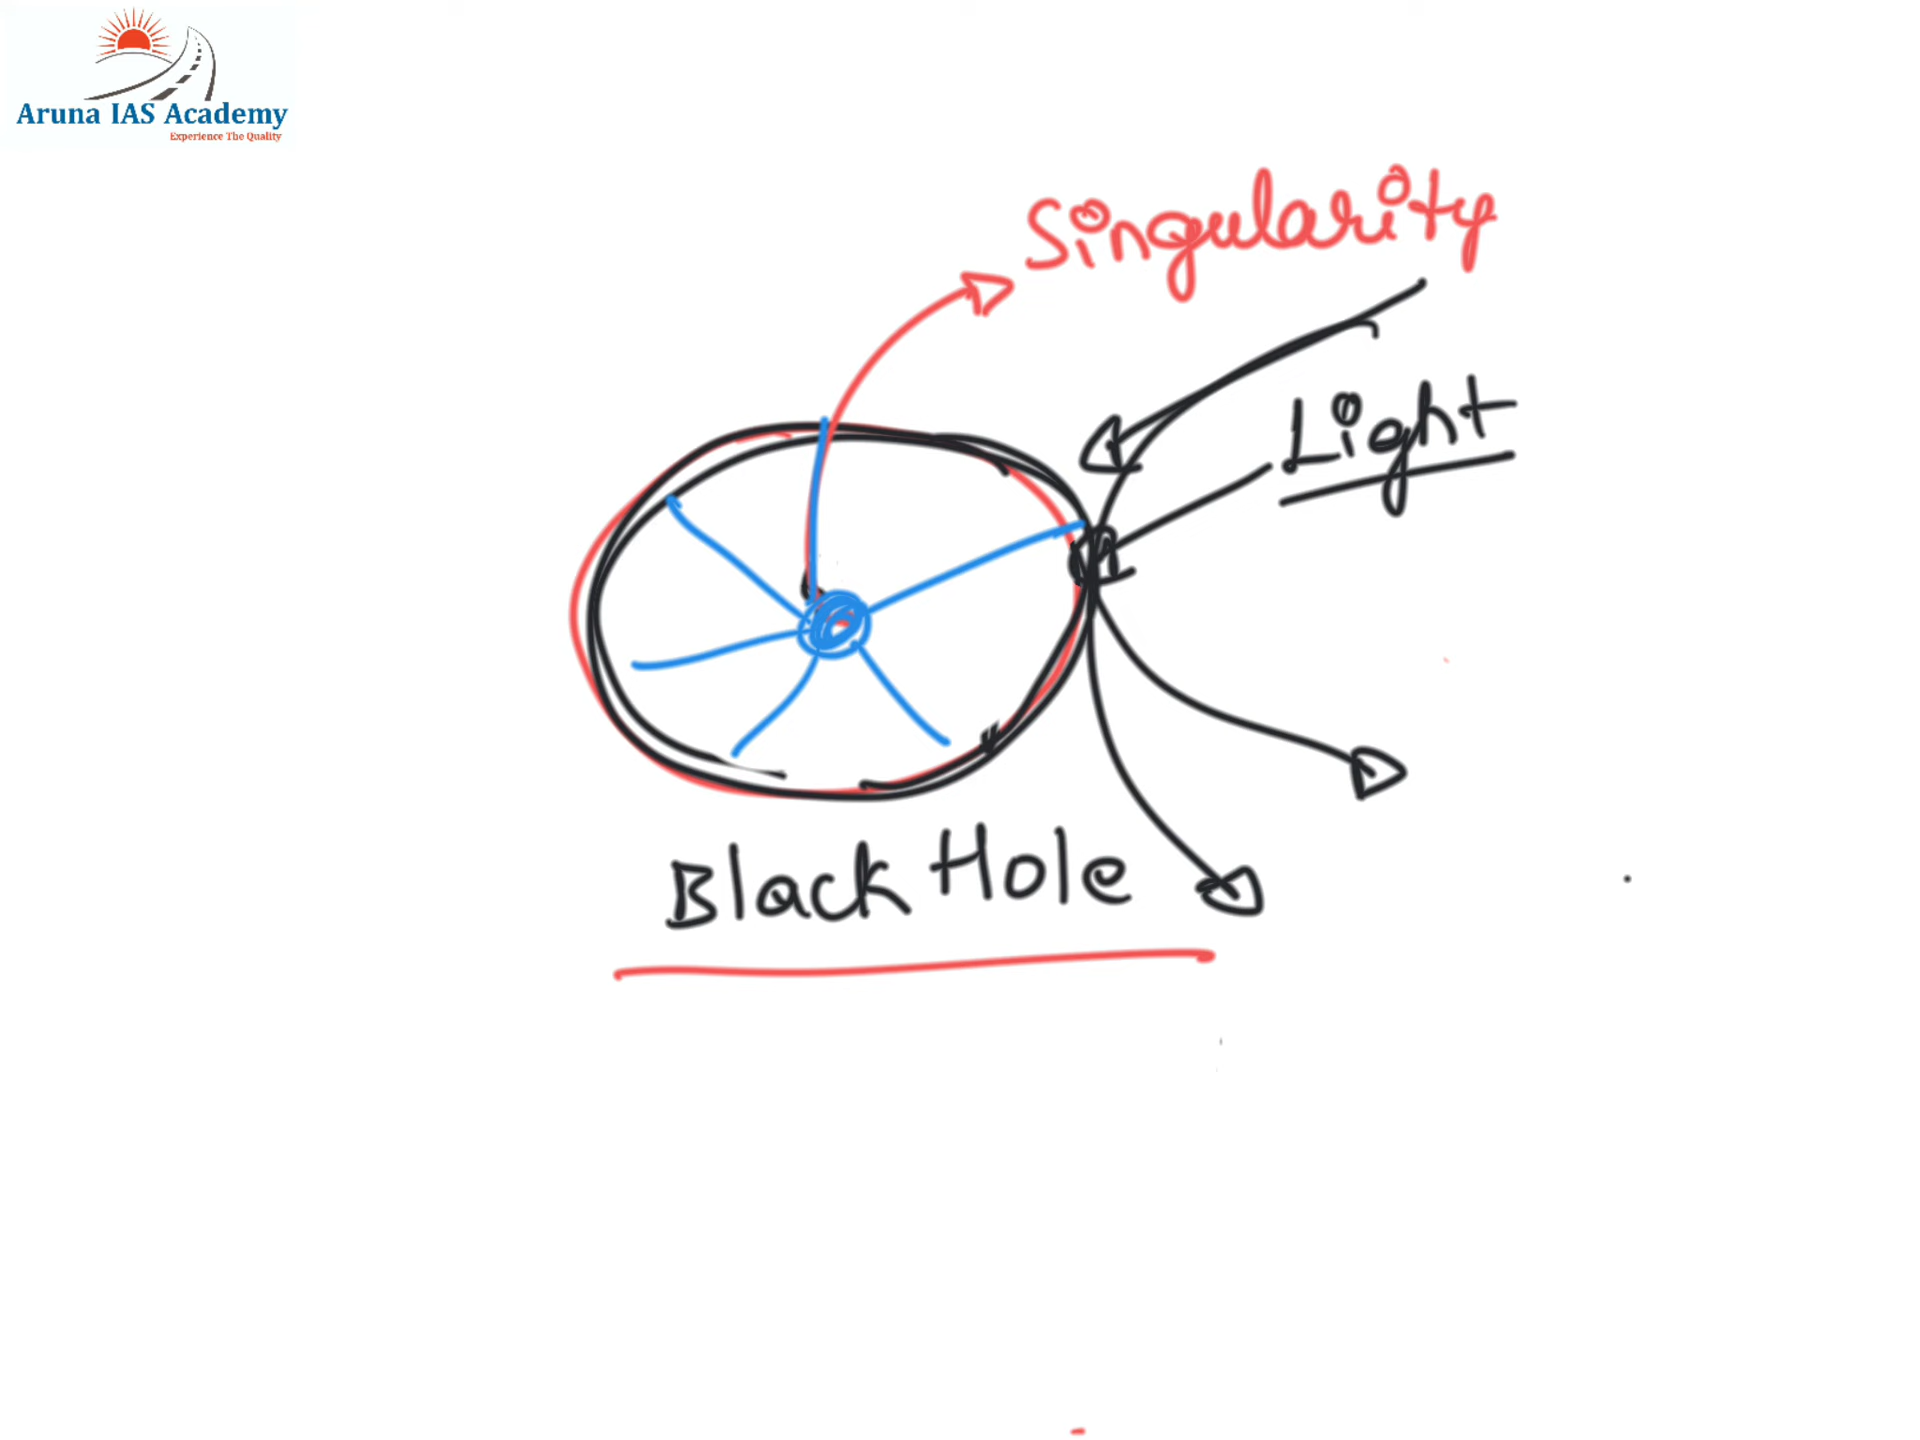 Aruna IAS Academy
Experience The Quality
Singularity
Light
Black Hole